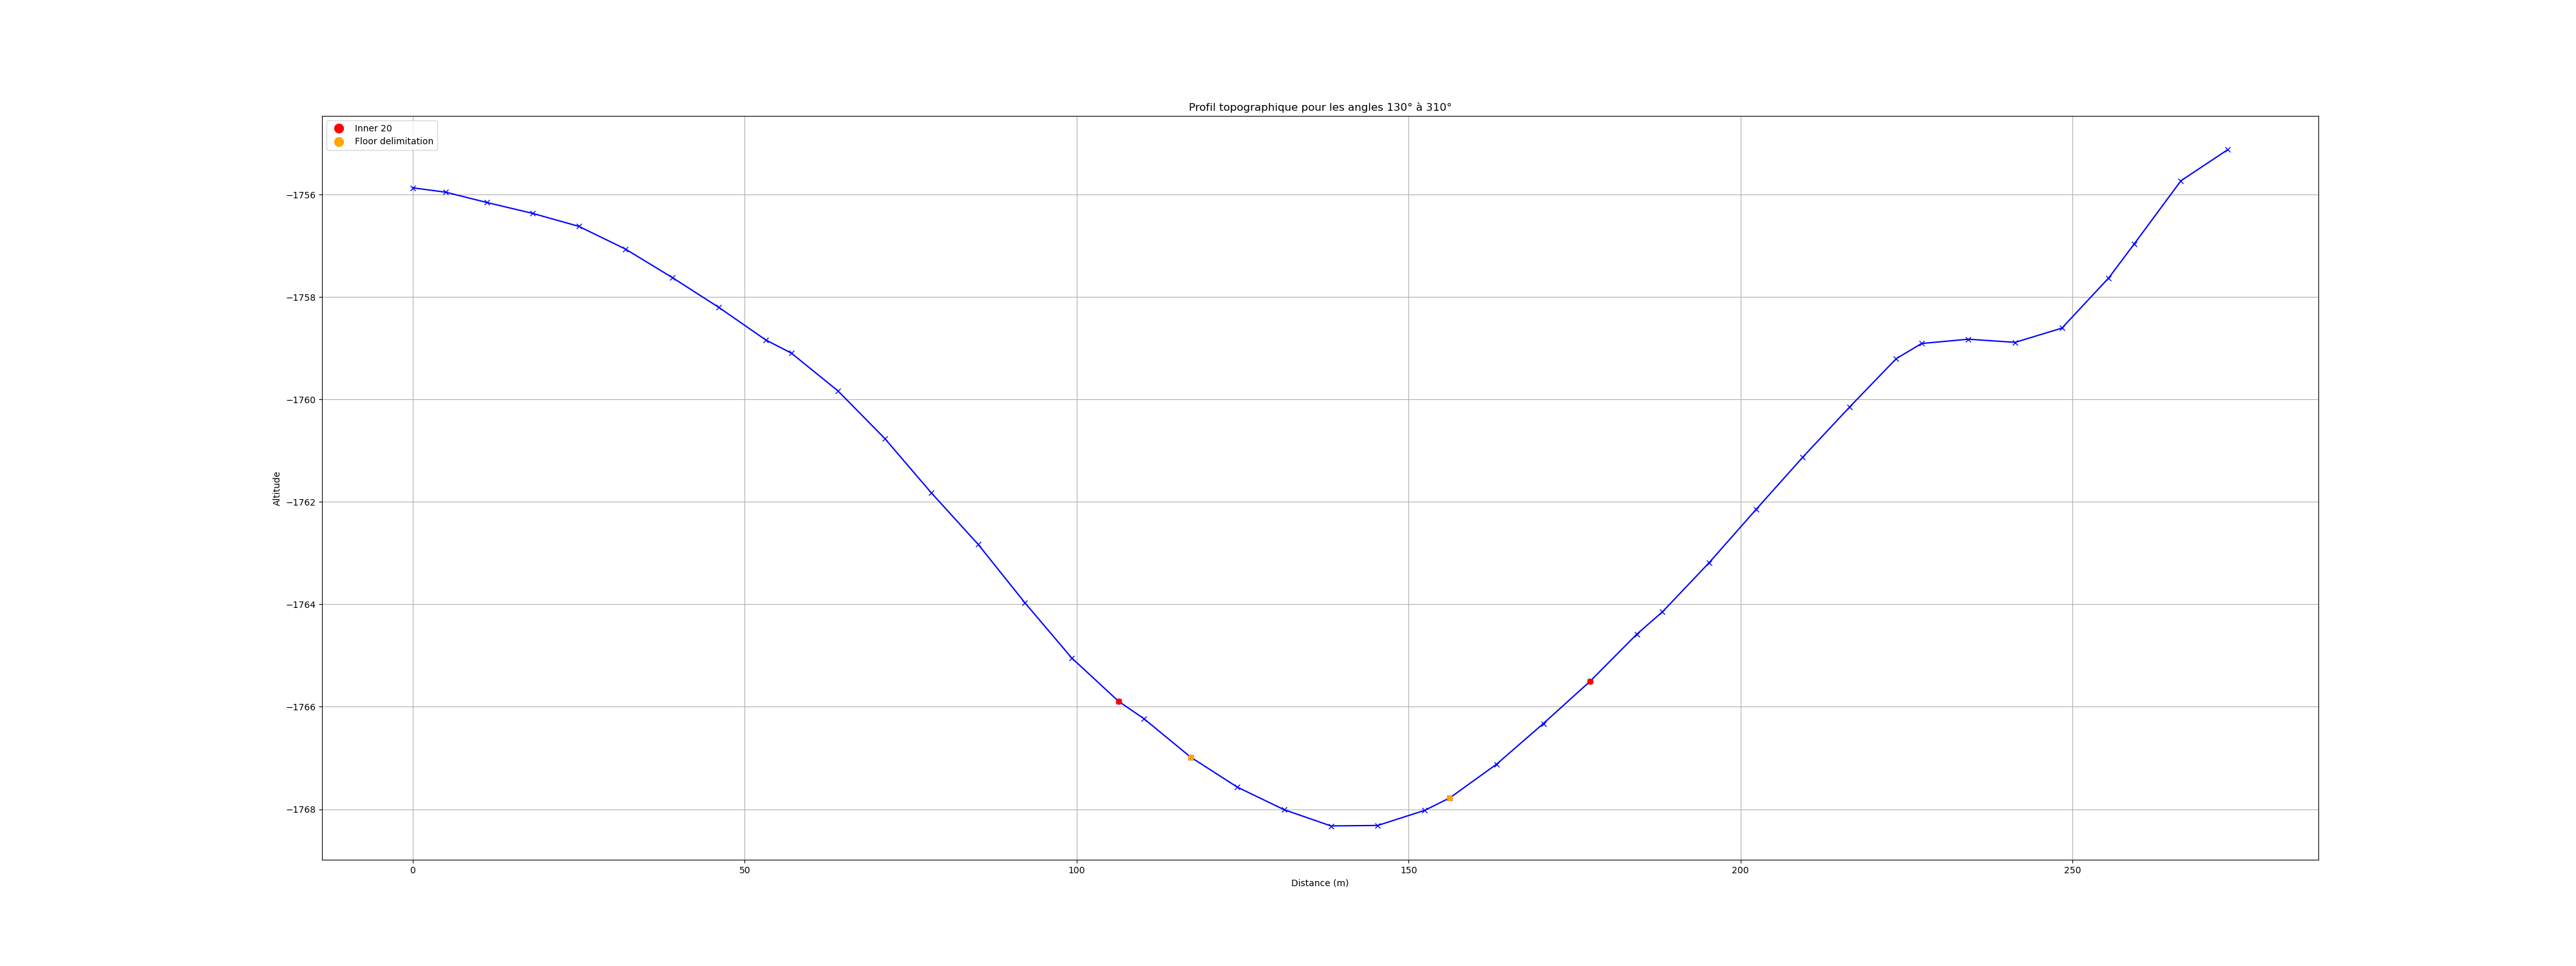 Profil topographique pour les angles 130° à 310°
Inner 20
Floor delimitation
−1756
−1758
−1760
−1762
−1764
−1766
−1768
Altitude
0 50 100 150 200 250
Distance (m)